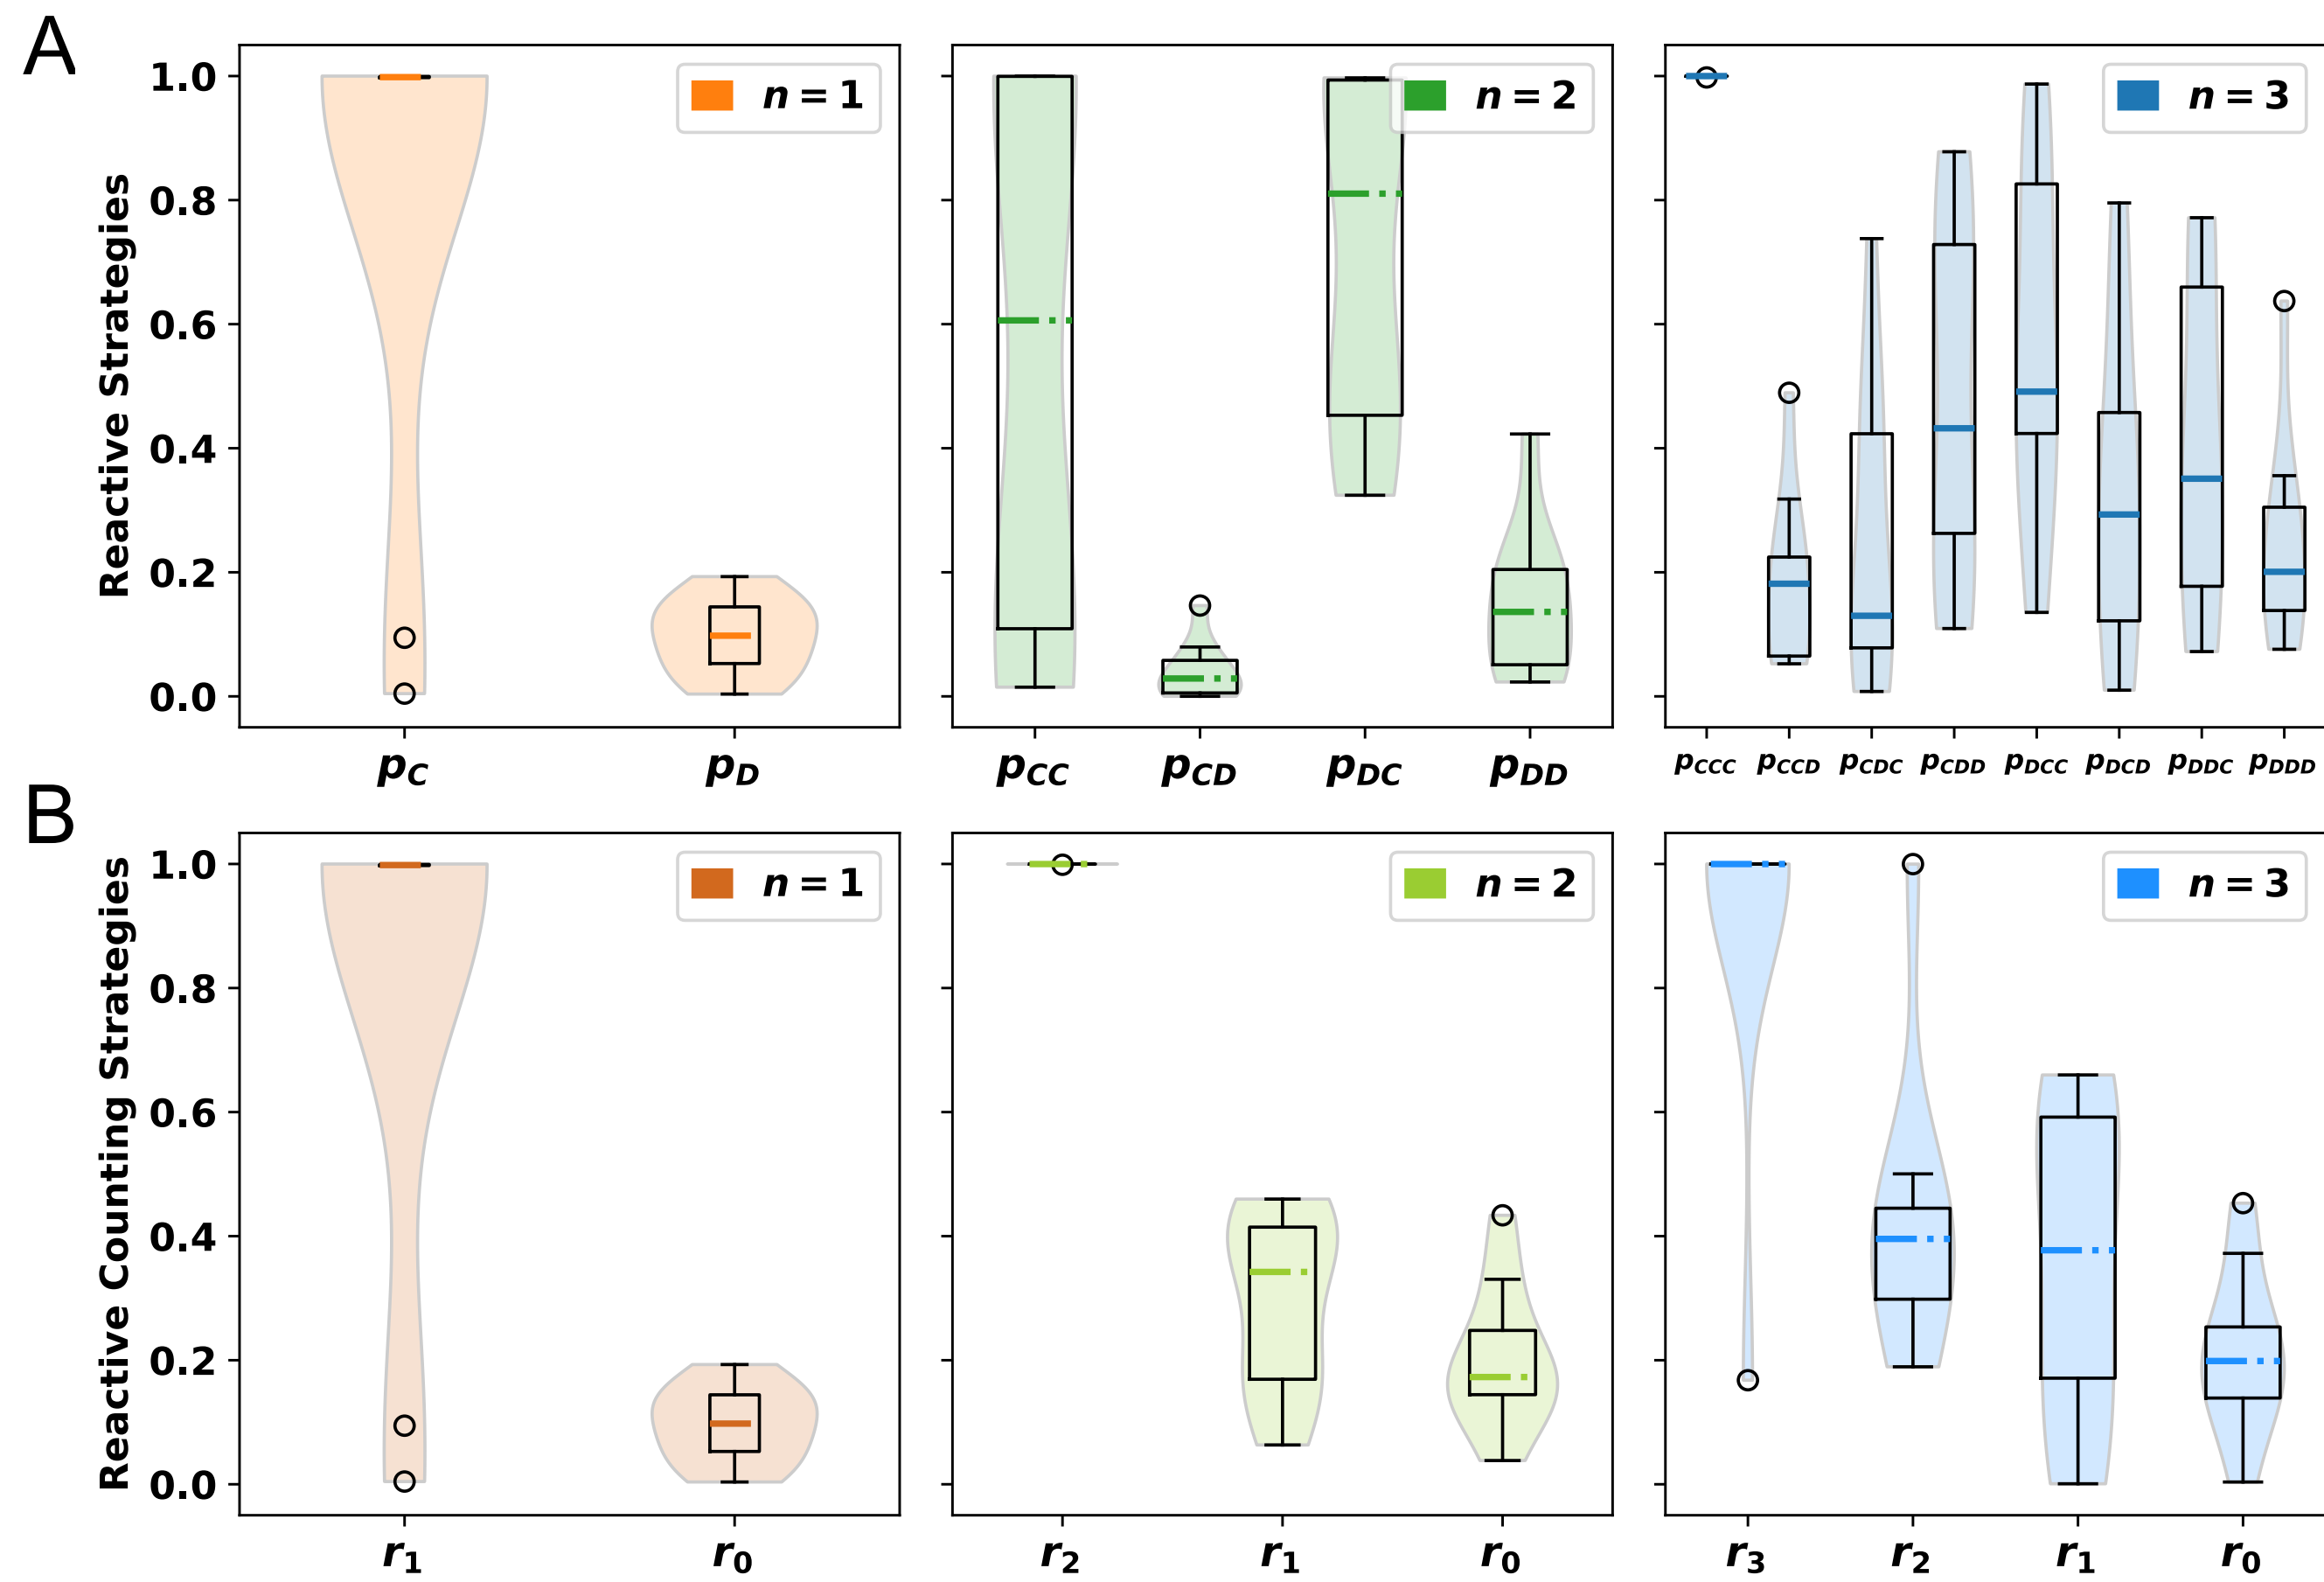 A
Reactive Strategies
1.0
0.8
0.6
0.4
0.2
0.0
n = 1
n = 2
n = 3
p_C p_D
p_CC p_CD p_DC p_DD
p_CCC p_CCD p_CDC p_CDD p_DCC p_DCD p_DDC p_DDD
B
Reactive Counting Strategies
1.0
0.8
0.6
0.4
0.2
0.0
n = 1
n = 2
n = 3
r_1 r_0
r_2 r_1 r_0
r_3 r_2 r_1 r_0